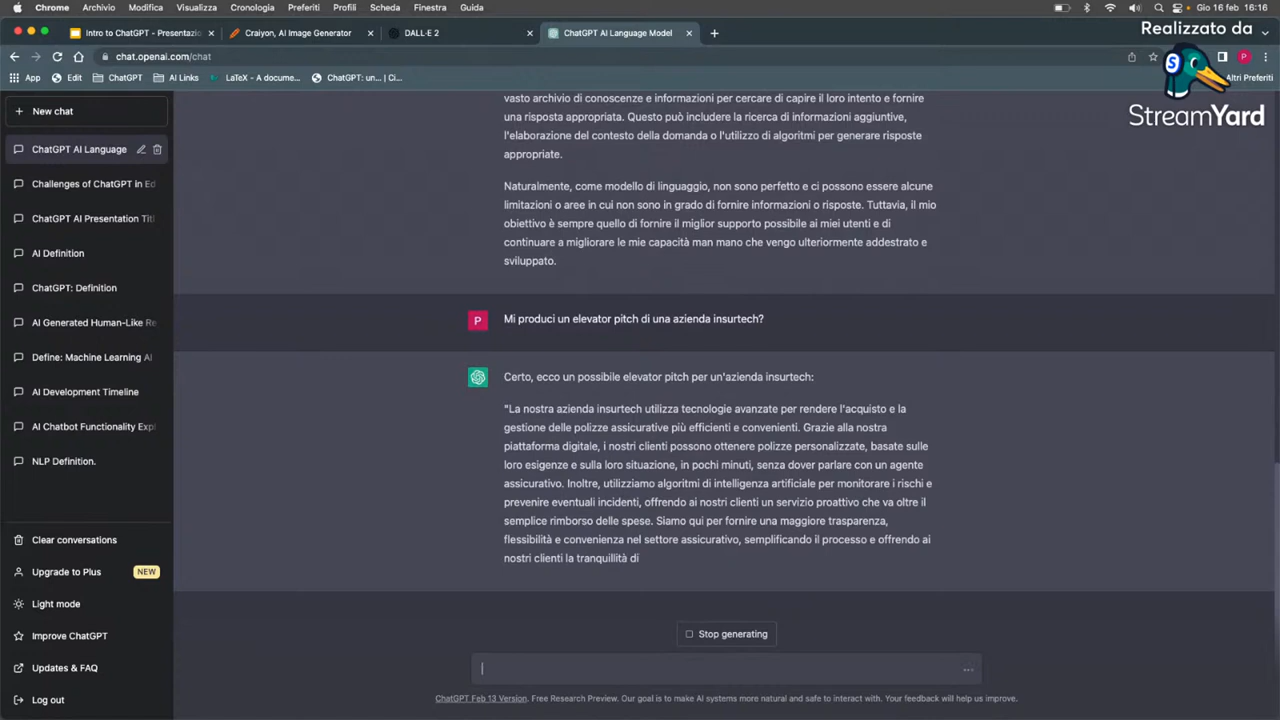 Chrome Archivio Modifica Visualizza Cronologia Preferiti Profili Scheda Finestra Guida Gio 16 feb 16:16
Intro to ChatGPT - Presentazio Craiyon, AI Image Generator DALL·E 2 ChatGPT AI Language Model
Realizzato da
chat.openai.com/chat
App Edit ChatGPT AI Links LaTeX - A docume... ChatGPT: un... | Ci... Altri Preferiti
S
StreamYard
New chat
ChatGPT AI Language
Challenges of ChatGPT in Ed
ChatGPT AI Presentation Titl
AI Definition
ChatGPT: Definition
AI Generated Human-Like Re
Define: Machine Learning AI
AI Development Timeline
AI Chatbot Functionality Expl
NLP Definition.
Clear conversations
Upgrade to Plus NEW
Light mode
Improve ChatGPT
Updates & FAQ
Log out
vasto archivio di conoscenze e informazioni per cercare di capire il loro intento e fornire
una risposta appropriata. Questo può includere la ricerca di informazioni aggiuntive,
l'elaborazione del contesto della domanda o l'utilizzo di algoritmi per generare risposte
appropriate.
Naturalmente, come modello di linguaggio, non sono perfetto e ci possono essere alcune
limitazioni o aree in cui non sono in grado di fornire informazioni o risposte. Tuttavia, il mio
obiettivo è sempre quello di fornire il miglior supporto possibile ai miei utenti e di
continuare a migliorare le mie capacità man mano che vengo ulteriormente addestrato e
sviluppato.
P
Mi produci un elevator pitch di una azienda insurtech?
Certo, ecco un possibile elevator pitch per un'azienda insurtech:
"La nostra azienda insurtech utilizza tecnologie avanzate per rendere l'acquisto e la
gestione delle polizze assicurative più efficienti e convenienti. Grazie alla nostra
piattaforma digitale, i nostri clienti possono ottenere polizze personalizzate, basate sulle
loro esigenze e sulla loro situazione, in pochi minuti, senza dover parlare con un agente
assicurativo. Inoltre, utilizziamo algoritmi di intelligenza artificiale per monitorare i rischi e
prevenire eventuali incidenti, offrendo ai nostri clienti un servizio proattivo che va oltre il
semplice rimborso delle spese. Siamo qui per fornire una maggiore trasparenza,
flessibilità e convenienza nel settore assicurativo, semplificando il processo e offrendo ai
nostri clienti la tranquillità di
Stop generating
ChatGPT Feb 13 Version. Free Research Preview. Our goal is to make AI systems more natural and safe to interact with. Your feedback will help us improve.